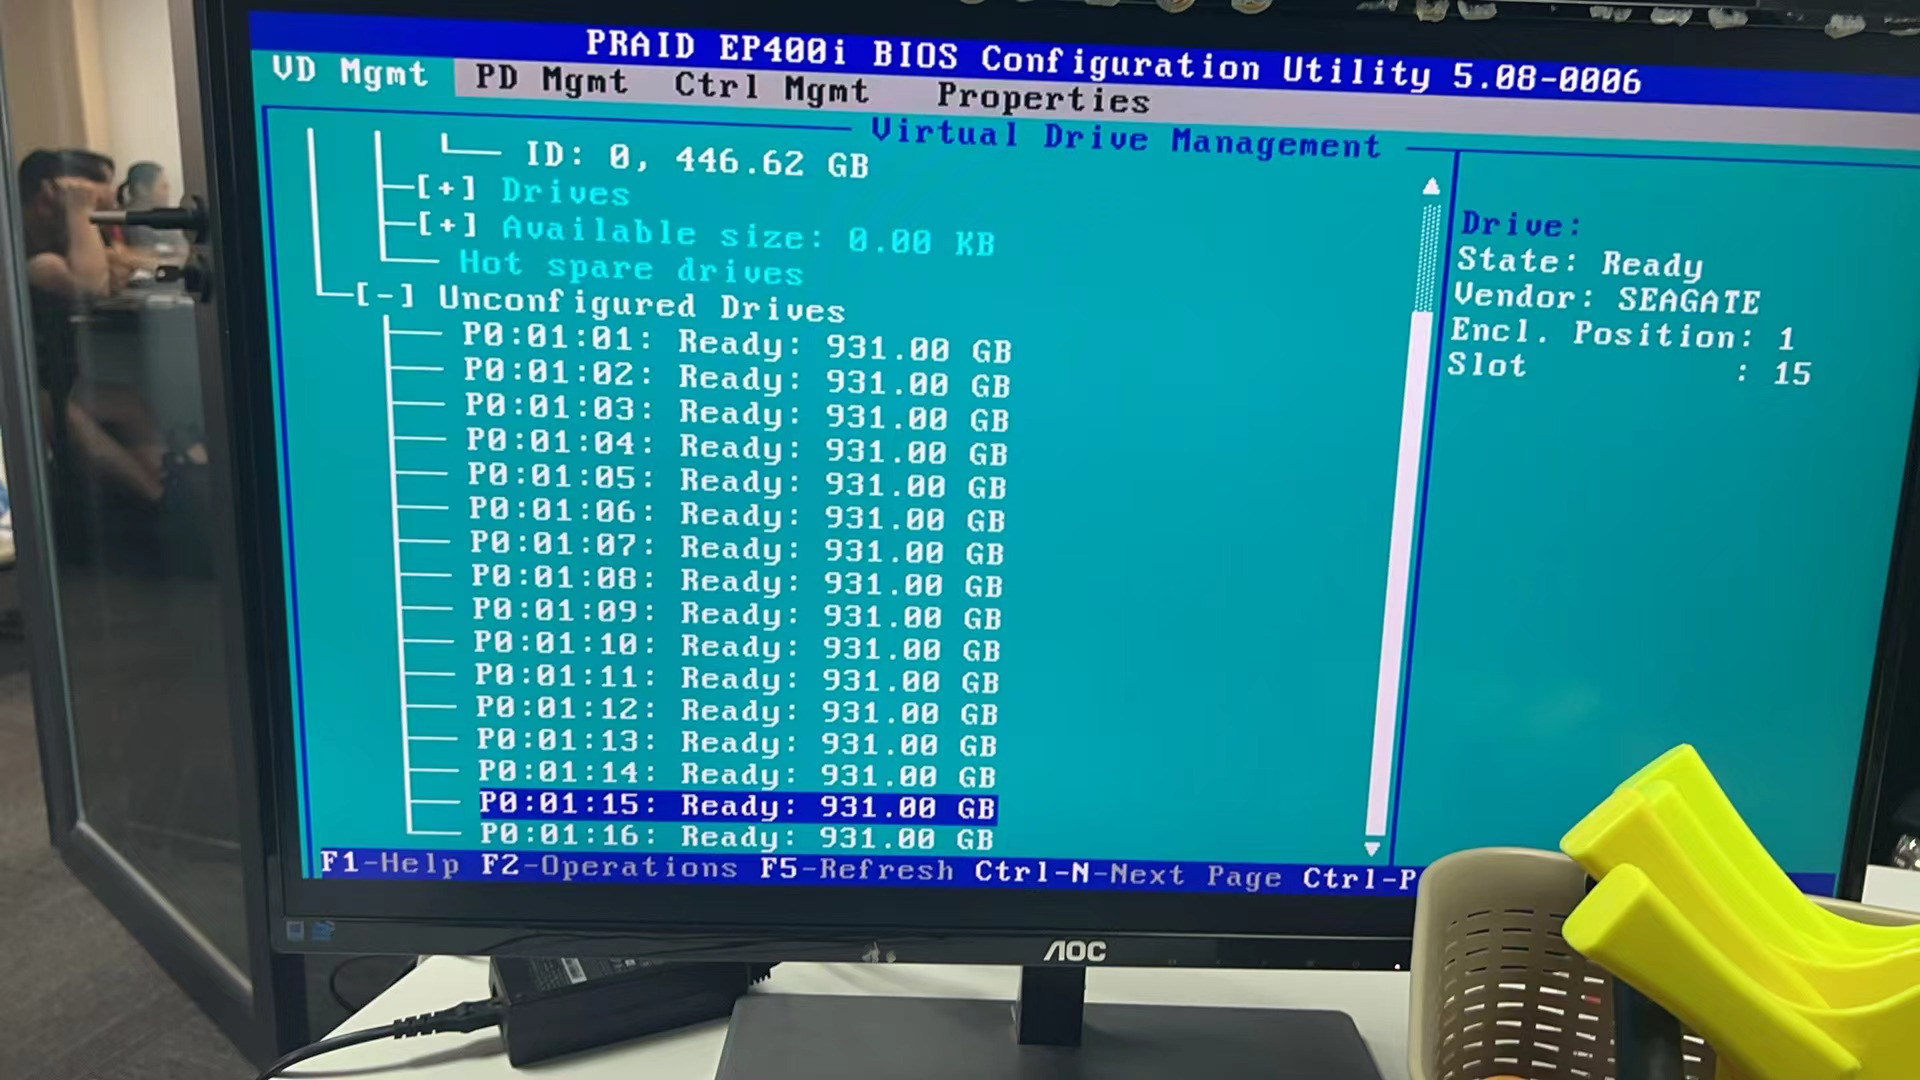 PRAID EP400i BIOS Configuration Utility 5.08-0006
VD Mgmt PD Mgmt Ctrl Mgmt Properties
Virtual Drive Management
ID: 0, 446.62 GB
[+] Drives
[+] Available size: 0.00 KB
Hot spare drives
[-] Unconfigured Drives
P0:01:01: Ready: 931.00 GB
P0:01:02: Ready: 931.00 GB
P0:01:03: Ready: 931.00 GB
P0:01:04: Ready: 931.00 GB
P0:01:05: Ready: 931.00 GB
P0:01:06: Ready: 931.00 GB
P0:01:07: Ready: 931.00 GB
P0:01:08: Ready: 931.00 GB
P0:01:09: Ready: 931.00 GB
P0:01:10: Ready: 931.00 GB
P0:01:11: Ready: 931.00 GB
P0:01:12: Ready: 931.00 GB
P0:01:13: Ready: 931.00 GB
P0:01:14: Ready: 931.00 GB
P0:01:15: Ready: 931.00 GB
P0:01:16: Ready: 931.00 GB
Drive:
State: Ready
Vendor: SEAGATE
Encl. Position: 1
Slot : 15
F1-Help F2-Operations F5-Refresh Ctrl-N-Next Page Ctrl-P
AOC